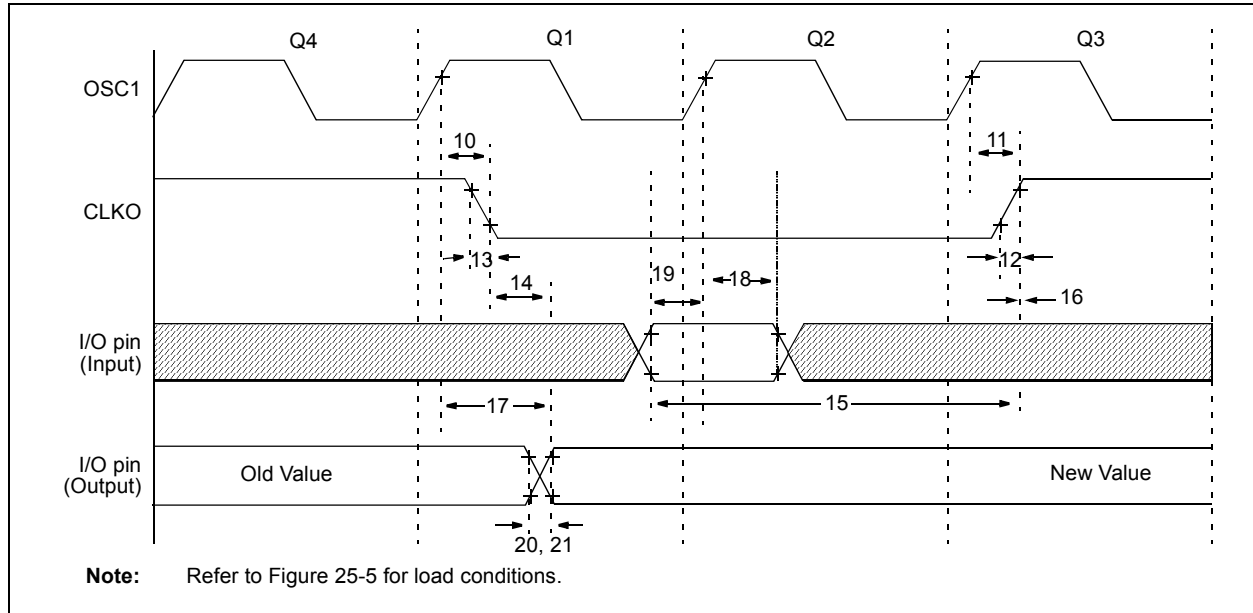 Q4 Q1 Q2 Q3
OSC1
10 11
CLKO
13 12
19 18
14 16
I/O pin
(Input)
17 15
I/O pin
(Output)
Old Value New Value
20, 21
Note: Refer to Figure 25-5 for load conditions.